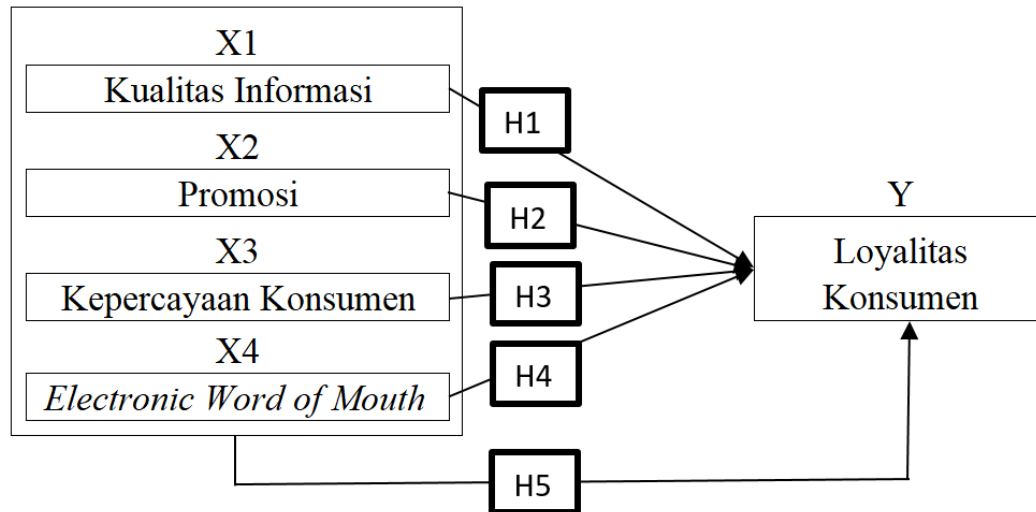 X1
Kualitas Informasi
H1
X2
Promosi
H2
X3
Kepercayaan Konsumen
H3
X4
Electronic Word of Mouth
H4
Y
Loyalitas
Konsumen
H5